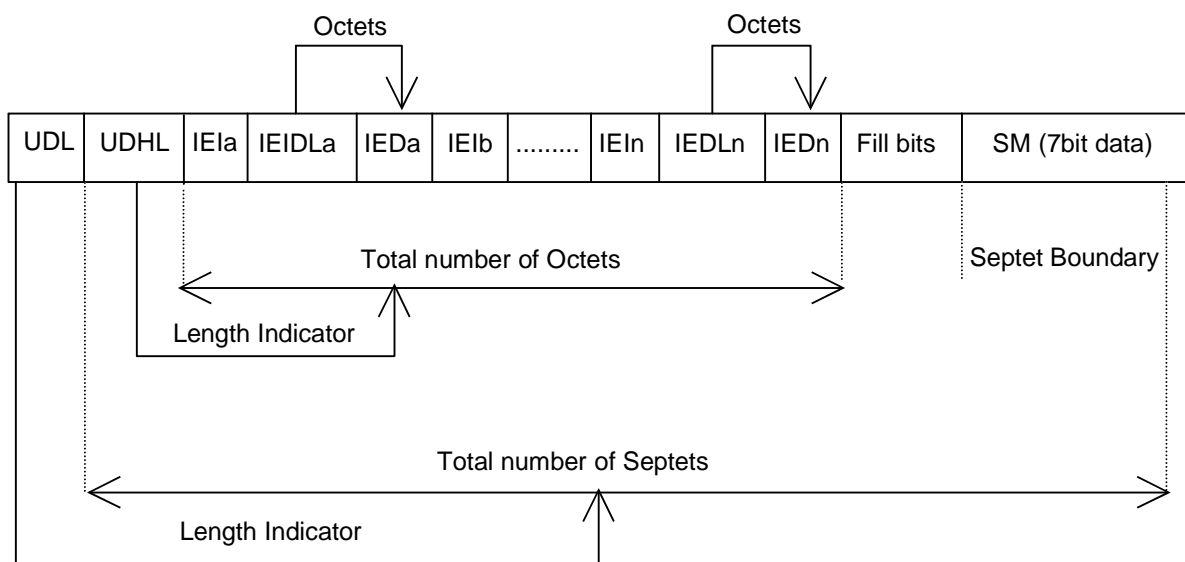 Octets Octets
UDL UDHL IEIa IEIDLa IEDa IEIb ......... IEIn IEDLn IEDn Fill bits SM (7bit data)
Total number of Octets
Septet Boundary
Length Indicator
Total number of Septets
Length Indicator